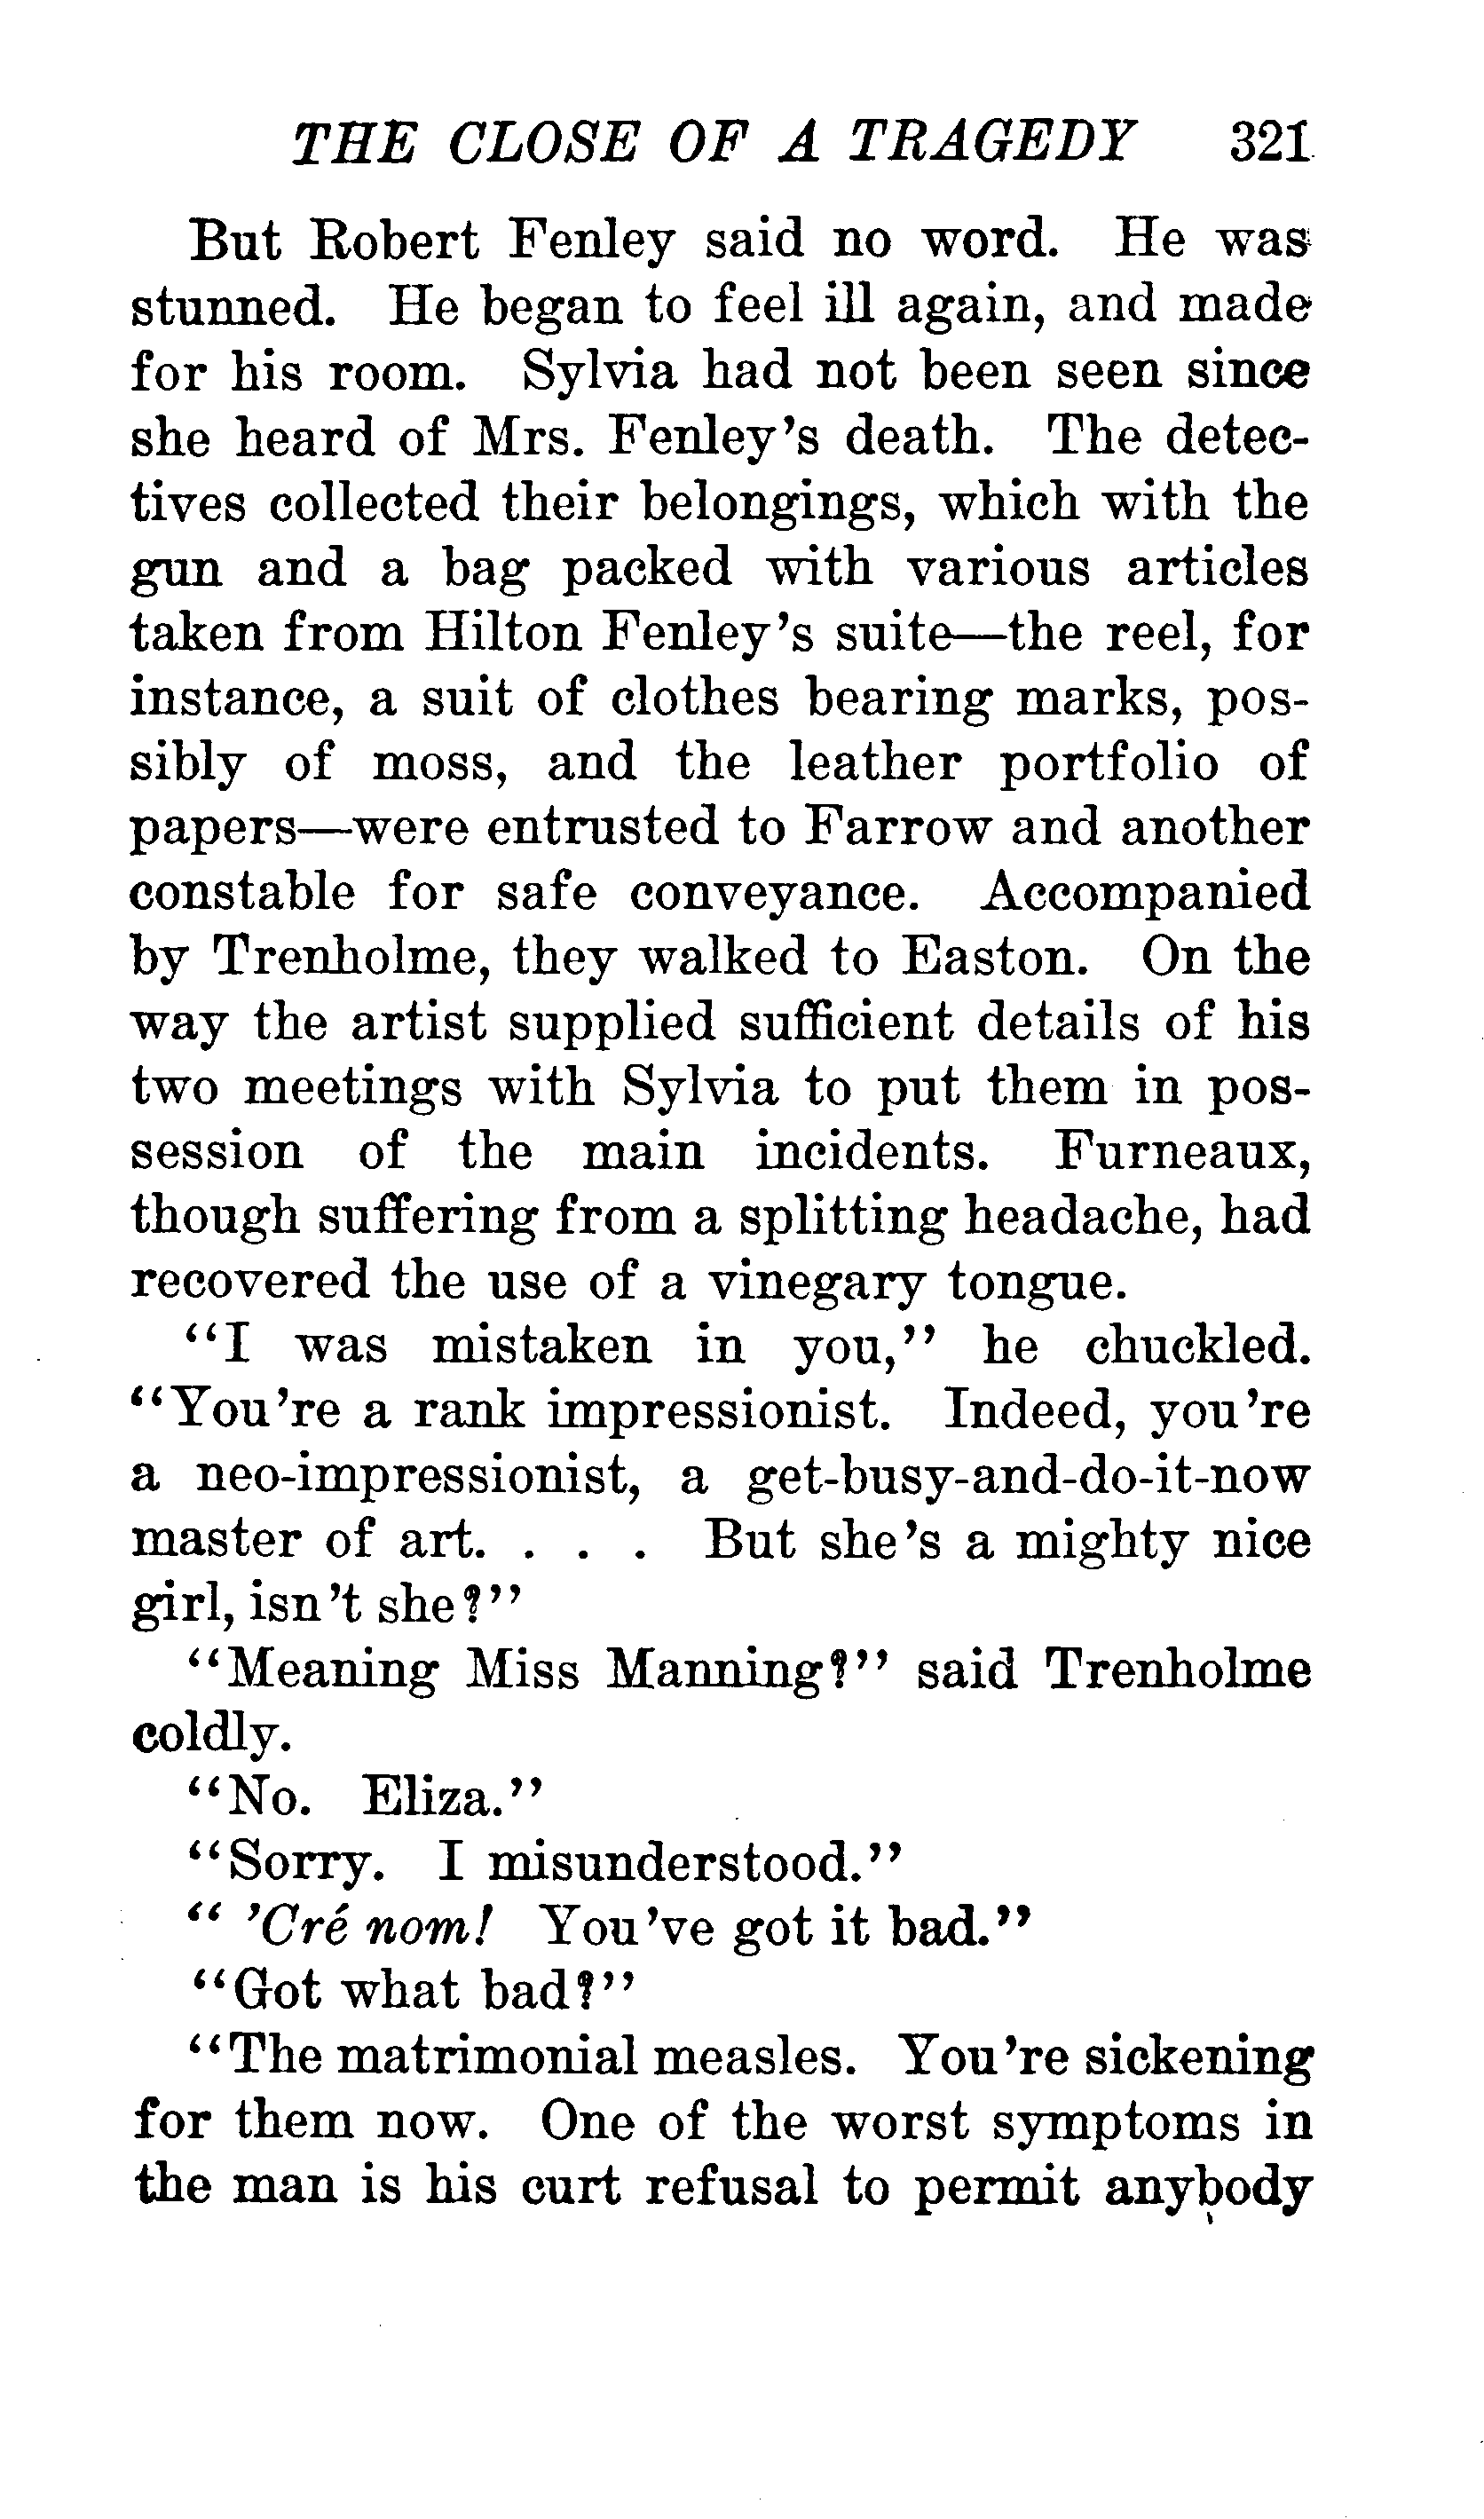 THE CLOSE OF A TRAGEDY 321
But Robert Fenley said no word. He was
stunned. He began to feel ill again, and made
for his room. Sylvia had not been seen since
she heard of Mrs. Fenley's death. The detec-
tives collected their belongings, which with the
gun and a bag packed with various articles
taken from Hilton Fenley's suite—the reel, for
instance, a suit of clothes bearing marks, pos-
sibly of moss, and the leather portfolio of
papers—were entrusted to Farrow and another
constable for safe conveyance. Accompanied
by Trenholme, they walked to Easton. On the
way the artist supplied sufficient details of his
two meetings with Sylvia to put them in pos-
session of the main incidents. Furneaux,
though suffering from a splitting headache, had
recovered the use of a vinegary tongue.
"I was mistaken in you," he chuckled.
"You're a rank impressionist. Indeed, you're
a neo-impressionist, a get-busy-and-do-it-now
master of art. . . . But she's a mighty nice
girl, isn't she?"
"Meaning Miss Manning?" said Trenholme
coldly.
"No. Eliza."
"Sorry. I misunderstood."
" 'Cré nom! You've got it bad."
"Got what bad?"
"The matrimonial measles. You're sickening
for them now. One of the worst symptoms in
the man is his curt refusal to permit anybody